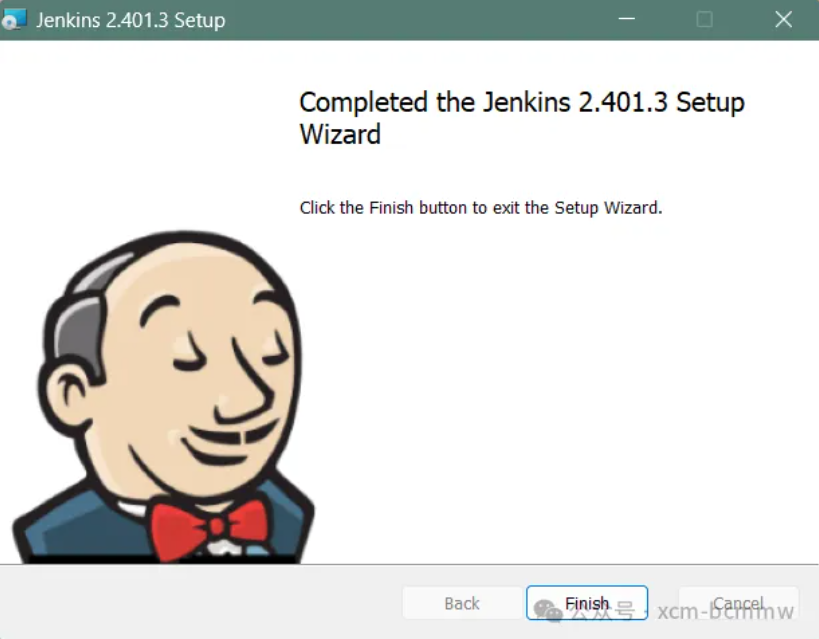 Jenkins 2.401.3 Setup
Completed the Jenkins 2.401.3 Setup
Wizard
Click the Finish button to exit the Setup Wizard.
Back
Finish
Cancel
公众号 · xcm-bcmmw